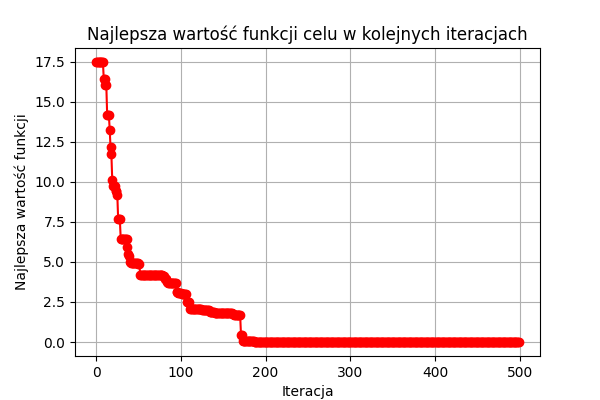 Najlepsza wartość funkcji celu w kolejnych iteracjach
Najlepsza wartość funkcji
17.5
15.0
12.5
10.0
7.5
5.0
2.5
0.0
0 100 200 300 400 500
Iteracja